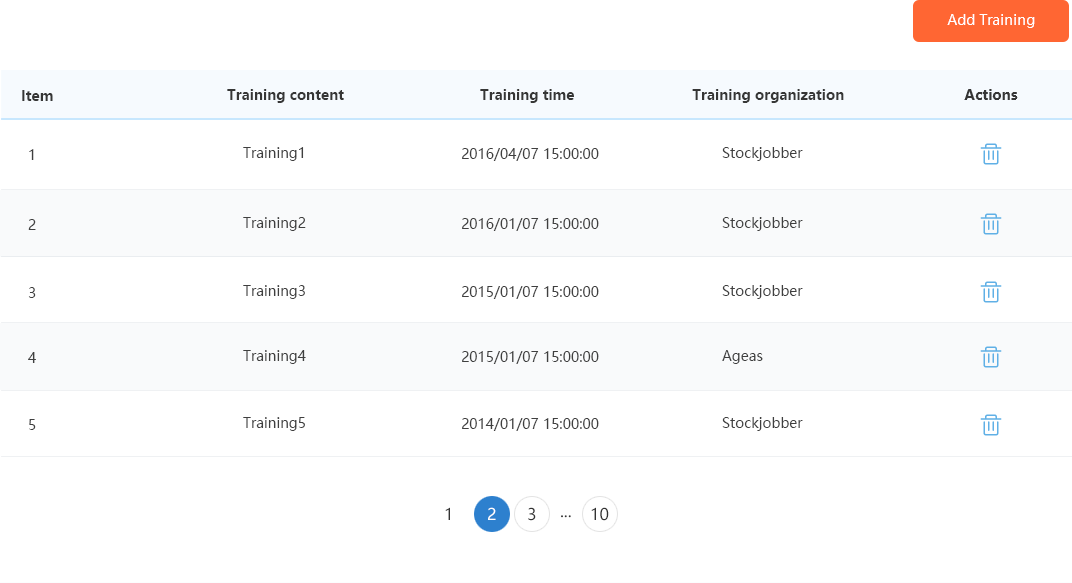 Add Training
Item Training content Training time Training organization Actions
1 Training1 2016/04/07 15:00:00 Stockjobber
2 Training2 2016/01/07 15:00:00 Stockjobber
3 Training3 2015/01/07 15:00:00 Stockjobber
4 Training4 2015/01/07 15:00:00 Ageas
5 Training5 2014/01/07 15:00:00 Stockjobber
1 2 3 ... 10